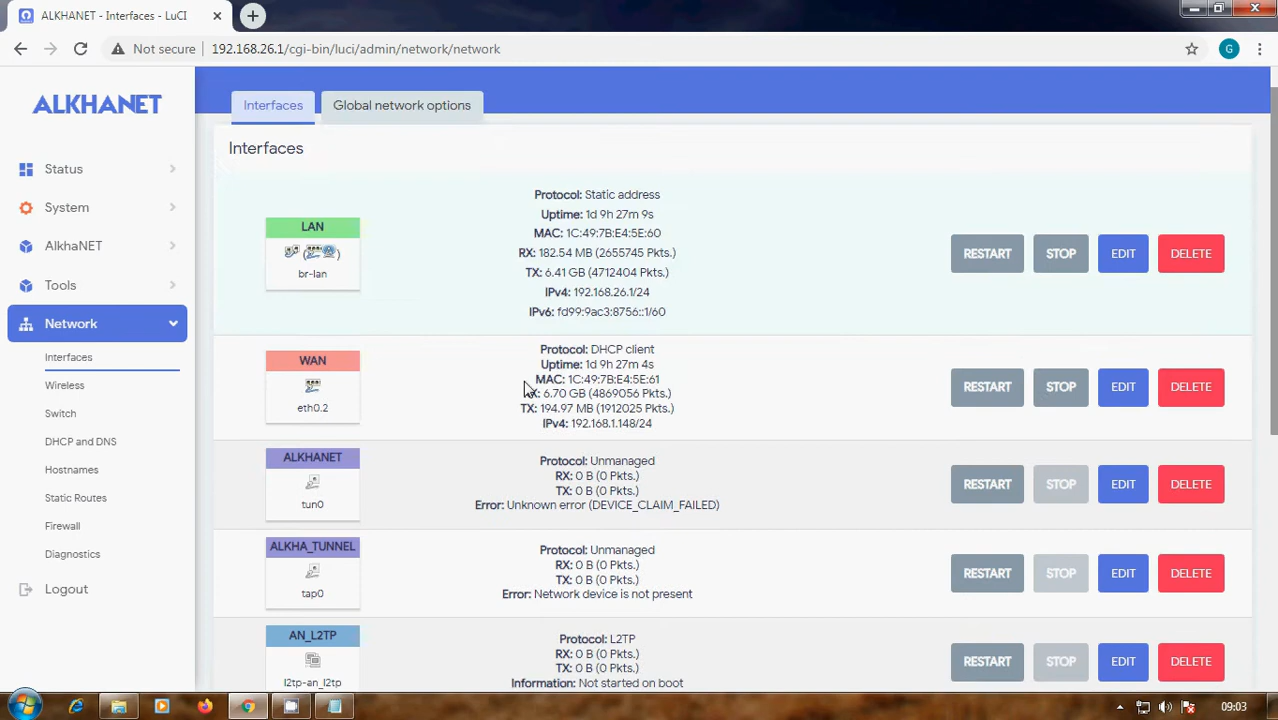 ALKHANET - Interfaces - LuCI
Not secure
192.168.26.1/cgi-bin/luci/admin/network/network
G
ALKHANET
Status
System
AlkhaNET
Tools
Network
Interfaces
Wireless
Switch
DHCP and DNS
Hostnames
Static Routes
Firewall
Diagnostics
Logout
Interfaces
Global network options
Interfaces
LAN
br-lan
Protocol: Static address
Uptime: 1d 9h 27m 9s
MAC: 1C:49:7B:E4:5E:60
RX: 182.54 MB (2655745 Pkts.)
TX: 6.41 GB (4712404 Pkts.)
IPv4: 192.168.26.1/24
IPv6: fd99:9ac3:8756::1/60
RESTART
STOP
EDIT
DELETE
WAN
eth0.2
Protocol: DHCP client
Uptime: 1d 9h 27m 4s
MAC: 1C:49:7B:E4:5E:61
X: 6.70 GB (4869056 Pkts.)
TX: 194.97 MB (1912025 Pkts.)
IPv4: 192.168.1.148/24
RESTART
STOP
EDIT
DELETE
ALKHANET
tun0
Protocol: Unmanaged
RX: 0 B (0 Pkts.)
TX: 0 B (0 Pkts.)
Error: Unknown error (DEVICE_CLAIM_FAILED)
RESTART
STOP
EDIT
DELETE
ALKHA_TUNNEL
tap0
Protocol: Unmanaged
RX: 0 B (0 Pkts.)
TX: 0 B (0 Pkts.)
Error: Network device is not present
RESTART
STOP
EDIT
DELETE
AN_L2TP
l2tp-an_l2tp
Protocol: L2TP
RX: 0 B (0 Pkts.)
TX: 0 B (0 Pkts.)
Information: Not started on boot
RESTART
STOP
EDIT
DELETE
09:03